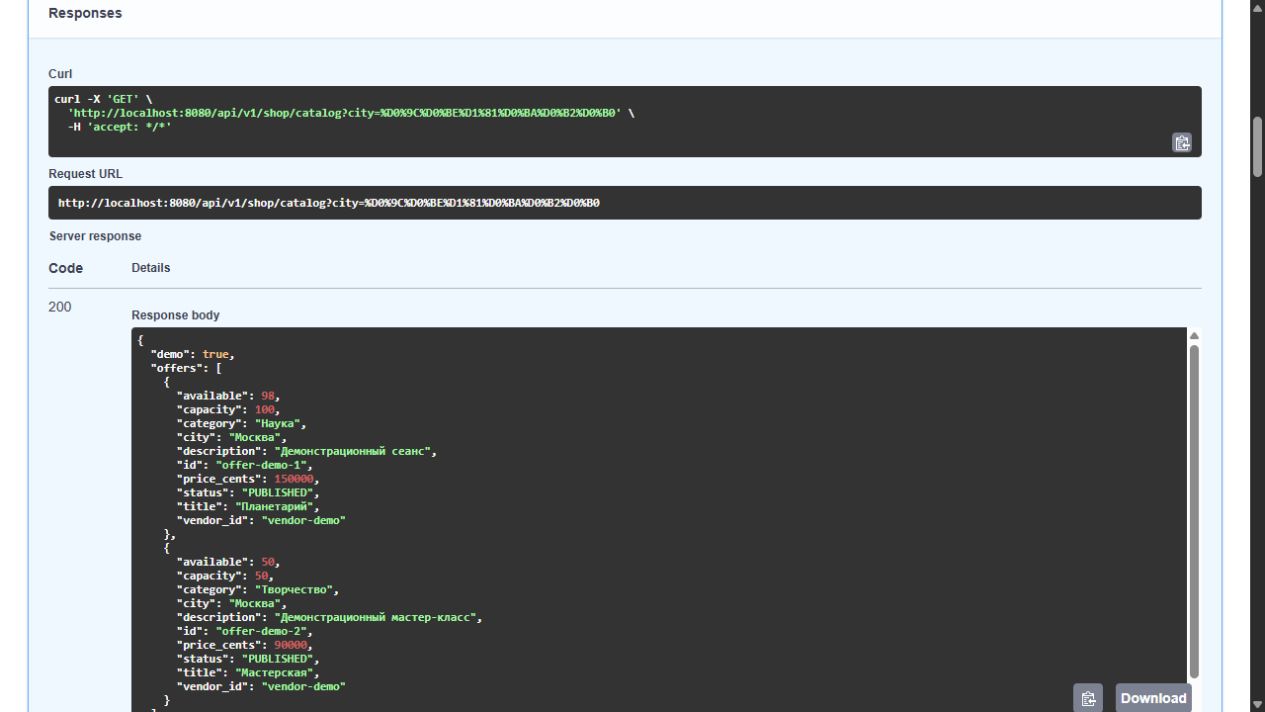 Responses
Curl
curl -X 'GET' \
  'http://localhost:8080/api/v1/shop/catalog?city=%D0%9C%D0%BE%D1%81%D0%BA%D0%B2%D0%B0' \
  -H 'accept: */*'
Request URL
http://localhost:8080/api/v1/shop/catalog?city=%D0%9C%D0%BE%D1%81%D0%BA%D0%B2%D0%B0
Server response
Code Details
200
Response body
{
  "demo": true,
  "offers": [
    {
      "available": 98,
      "capacity": 100,
      "category": "Наука",
      "city": "Москва",
      "description": "Демонстрационный сеанс",
      "id": "offer-demo-1",
      "price_cents": 150000,
      "status": "PUBLISHED",
      "title": "Планетарий",
      "vendor_id": "vendor-demo"
    },
    {
      "available": 50,
      "capacity": 50,
      "category": "Творчество",
      "city": "Москва",
      "description": "Демонстрационный мастер-класс",
      "id": "offer-demo-2",
      "price_cents": 90000,
      "status": "PUBLISHED",
      "title": "Мастерская",
      "vendor_id": "vendor-demo"
    }
  ]
Download